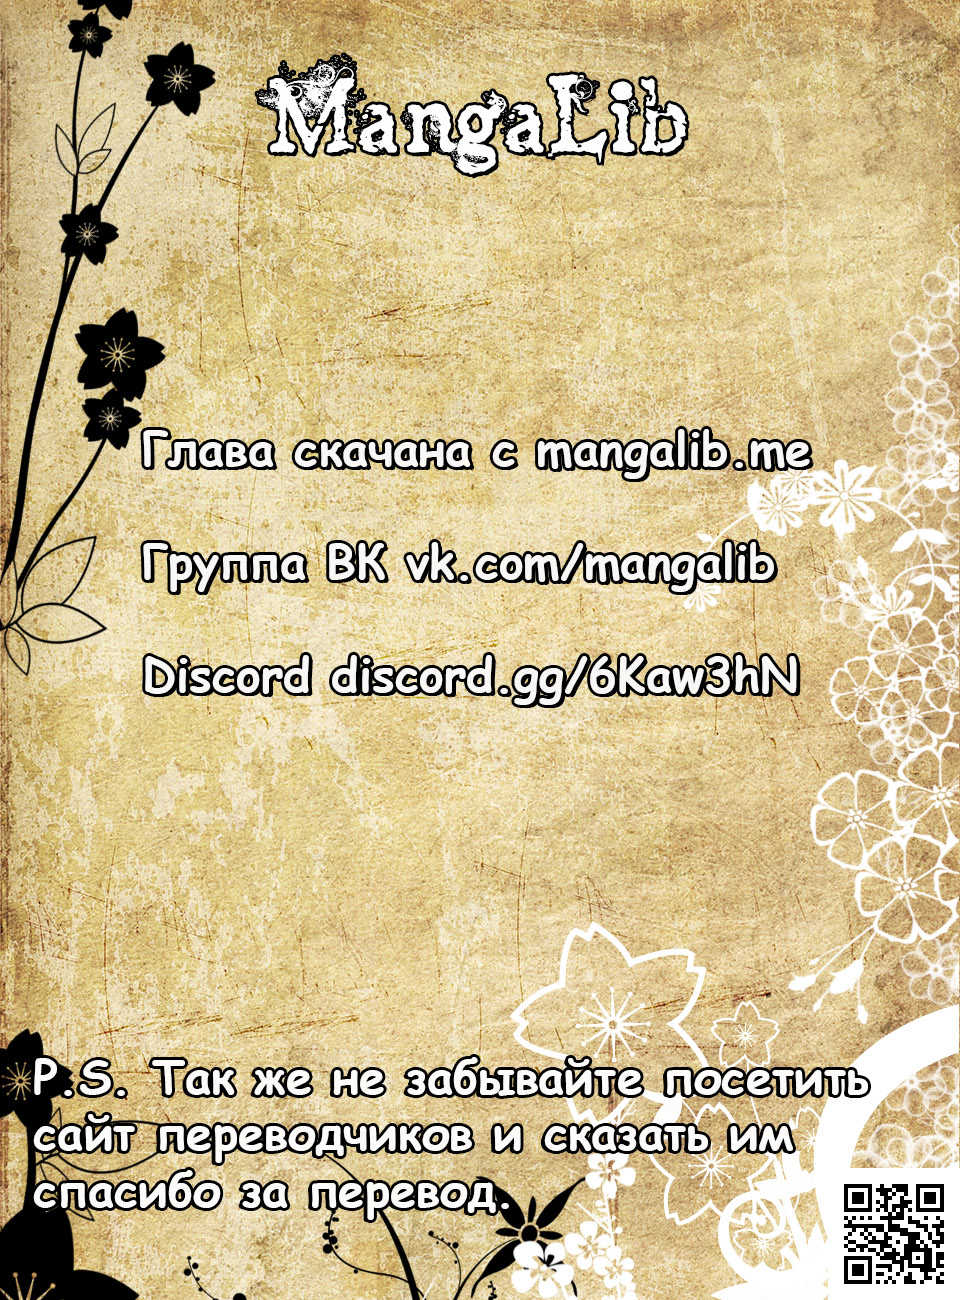 MangaLib
Глава скачана с mangalib.me
Группа ВК vk.com/mangalib
Discord discord.gg/6Kaw3hN
P.S. Так же не забывайте посетить
сайт переводчиков и сказать им
спасибо за перевод.